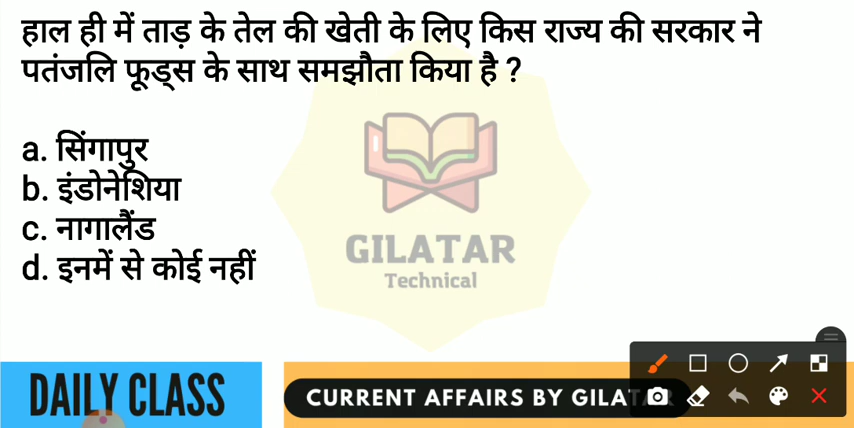 हाल ही में ताड़ के तेल की खेती के लिए किस राज्य की सरकार ने
पतंजलि फूड्स के साथ समझौता किया है ?
a. सिंगापुर
b. इंडोनेशिया
c. नागालैंड
d. इनमें से कोई नहीं
GILATAR
Technical
DAILY CLASS
CURRENT AFFAIRS BY GILATAR